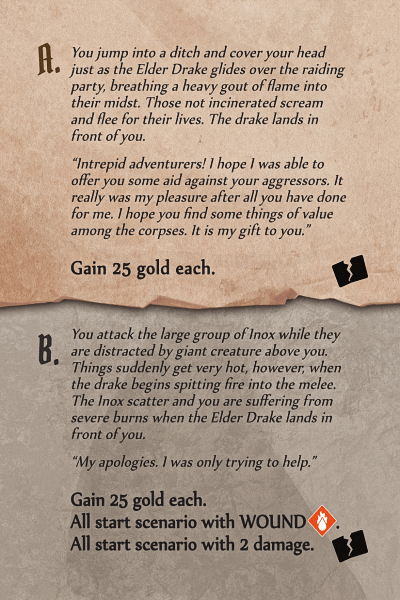 A.
You jump into a ditch and cover your head
just as the Elder Drake glides over the raiding
party, breathing a heavy gout of flame into
their midst. Those not incinerated scream
and flee for their lives. The drake lands in
front of you.
“Intrepid adventurers! I hope I was able to
offer you some aid against your aggressors. It
really was my pleasure after all you have done
for me. I hope you find some things of value
among the corpses. It is my gift to you.”
Gain 25 gold each.
B.
You attack the large group of Inox while they
are distracted by giant creature above you.
Things suddenly get very hot, however, when
the drake begins spitting fire into the melee.
The Inox scatter and you are suffering from
severe burns when the Elder Drake lands in
front of you.
“My apologies. I was only trying to help.”
Gain 25 gold each.
All start scenario with WOUND.
All start scenario with 2 damage.